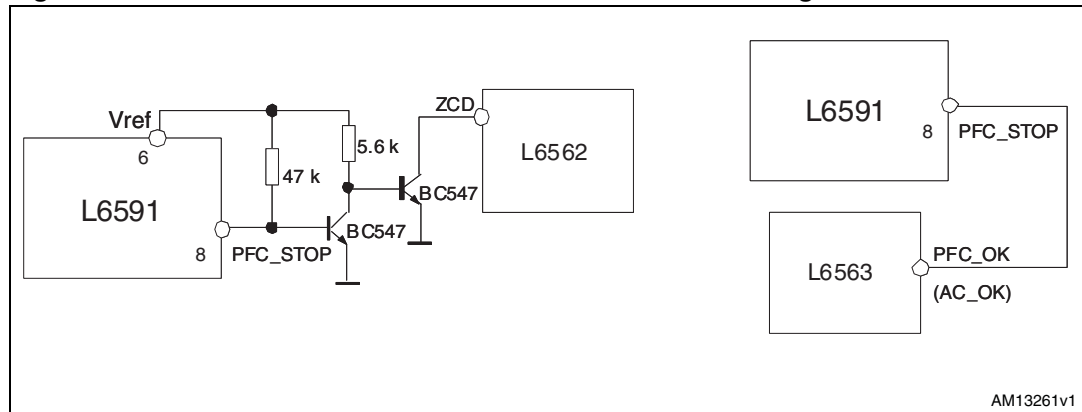 Vref
6
47 k
5.6 k
L6591
8
PFC_STOP
BC547
BC547
ZCD
L6562
L6591
8
PFC_STOP
L6563
PFC_OK
(AC_OK)
AM13261v1